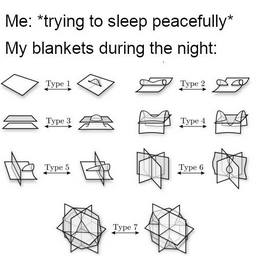 Me: *trying to sleep peacefully*
My blankets during the night:
Type 1
Type 2
Type 3
Type 4
Type 5
Type 6
Type 7